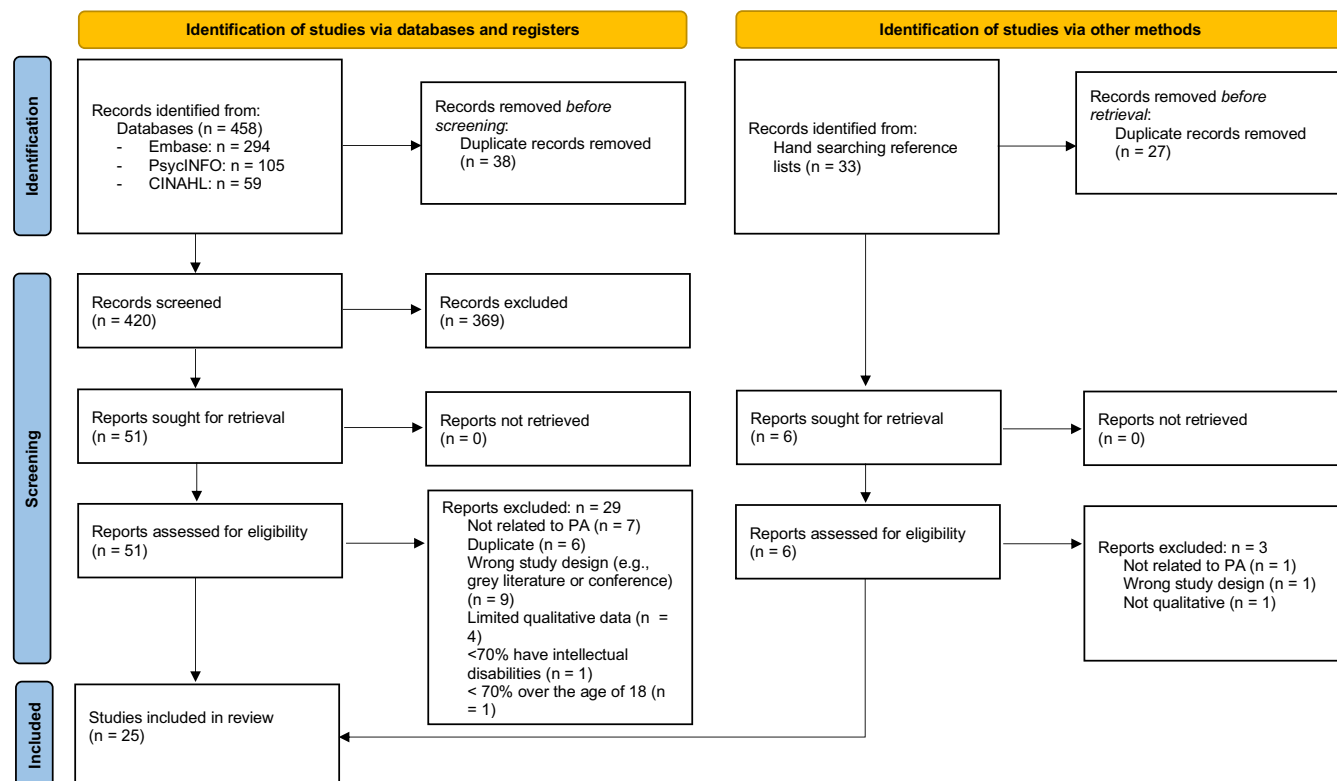 Identification of studies via databases and registers
Identification of studies via other methods
Identification
Records identified from:
Databases (n = 458)
- Embase: n = 294
- PsycINFO: n = 105
- CINAHL: n = 59
Records removed before
screening:
Duplicate records removed
(n = 38)
Records identified from:
Hand searching reference
lists (n = 33)
Records removed before
retrieval:
Duplicate records removed
(n = 27)
Screening
Records screened
(n = 420)
Records excluded
(n = 369)
Reports sought for retrieval
(n = 51)
Reports not retrieved
(n = 0)
Reports sought for retrieval
(n = 6)
Reports not retrieved
(n = 0)
Reports assessed for eligibility
(n = 51)
Reports excluded: n = 29
Not related to PA (n = 7)
Duplicate (n = 6)
Wrong study design (e.g.,
grey literature or conference)
(n = 9)
Limited qualitative data (n =
4)
<70% have intellectual
disabilities (n = 1)
< 70% over the age of 18 (n
= 1)
Reports assessed for eligibility
(n = 6)
Reports excluded: n = 3
Not related to PA (n = 1)
Wrong study design (n = 1)
Not qualitative (n = 1)
Included
Studies included in review
(n = 25)